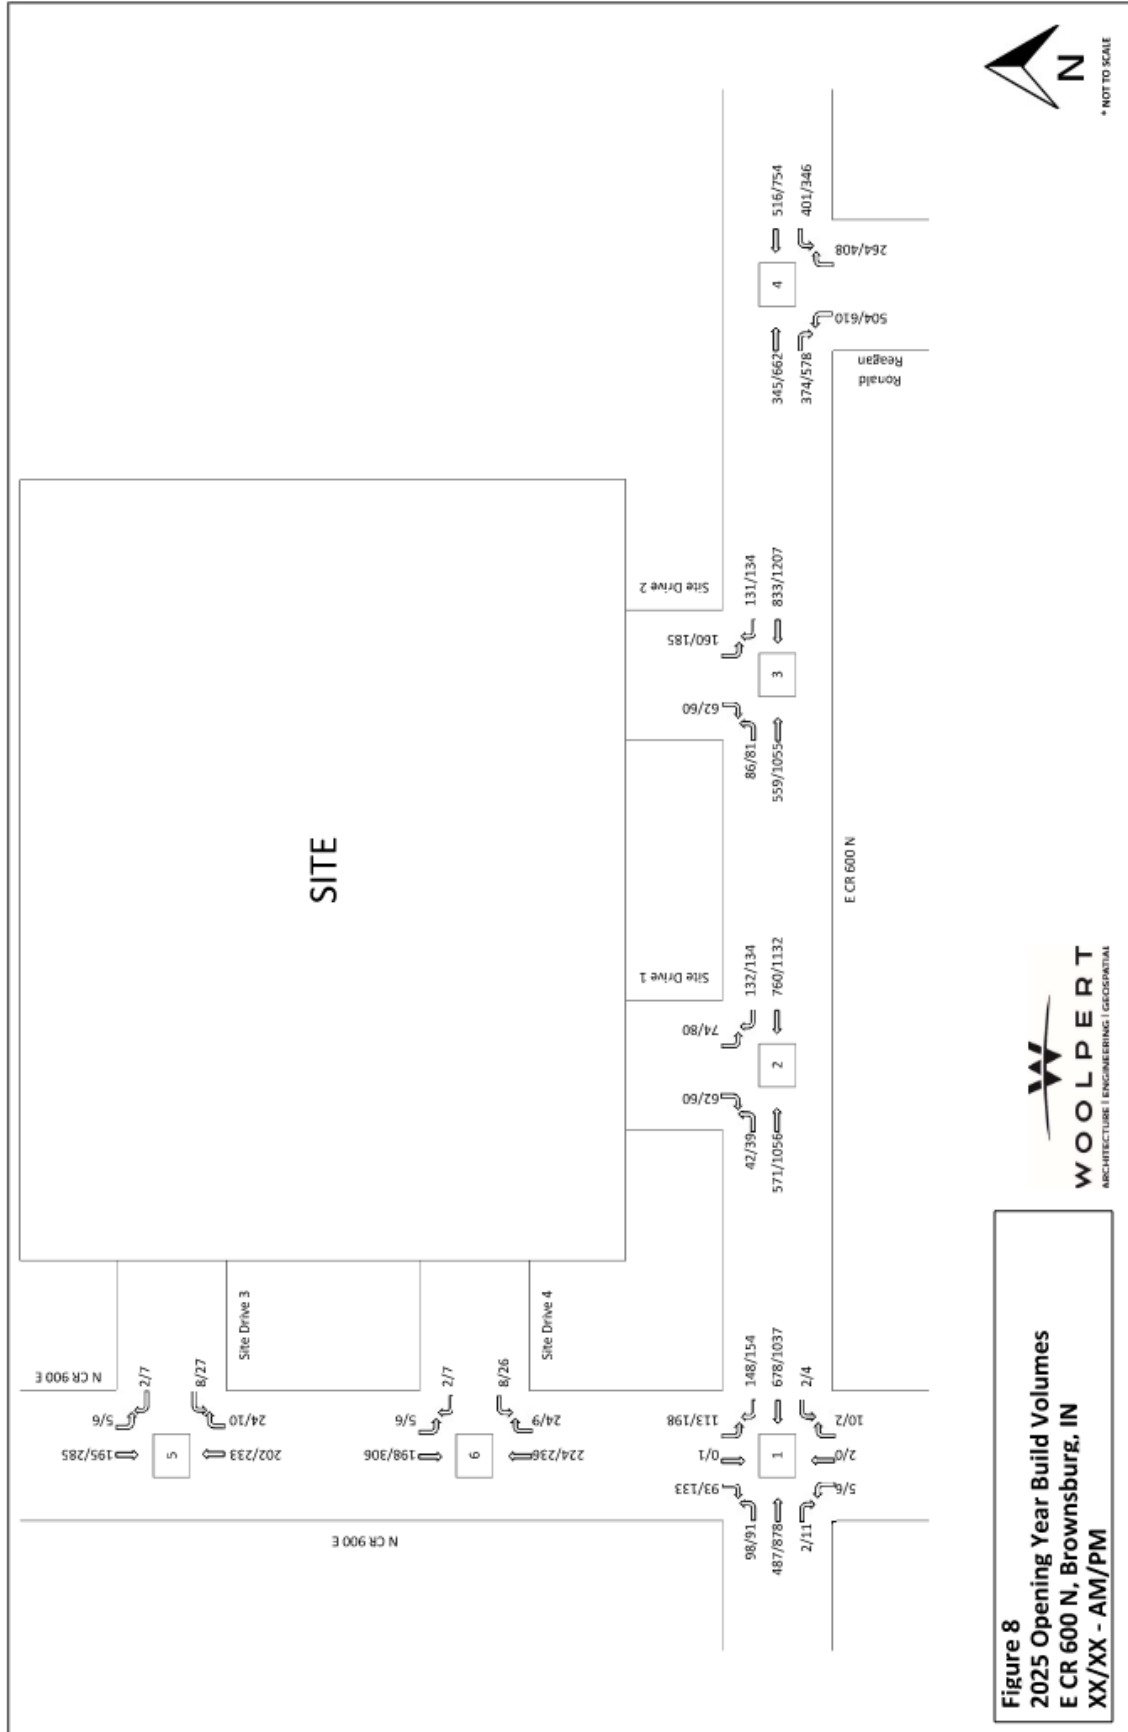 N CR 900 E
195/285
5/6
2/7
8/27
5
202/233
24/10
Site Drive 3
198/306
5/6
2/7
8/26
6
224/236
24/9
Site Drive 4
N CR 900 E
SITE
93/133
0/1
113/198
148/154
678/1037
2/4
1
98/91
487/878
2/11
5/6
2/0
10/2
Site Drive 1
62/60
74/80
132/134
760/1132
2
42/39
571/1056
Site Drive 2
62/60
160/185
131/134
833/1207
3
86/81
559/1055
E CR 600 N
516/754
401/346
4
345/662
374/578
504/610
264/408
Ronald
Reagan
N
* NOT TO SCALE
Figure 8
2025 Opening Year Build Volumes
E CR 600 N, Brownsburg, IN
XX/XX - AM/PM
WOOLPERT
ARCHITECTURE | ENGINEERING | GEOSPATIAL